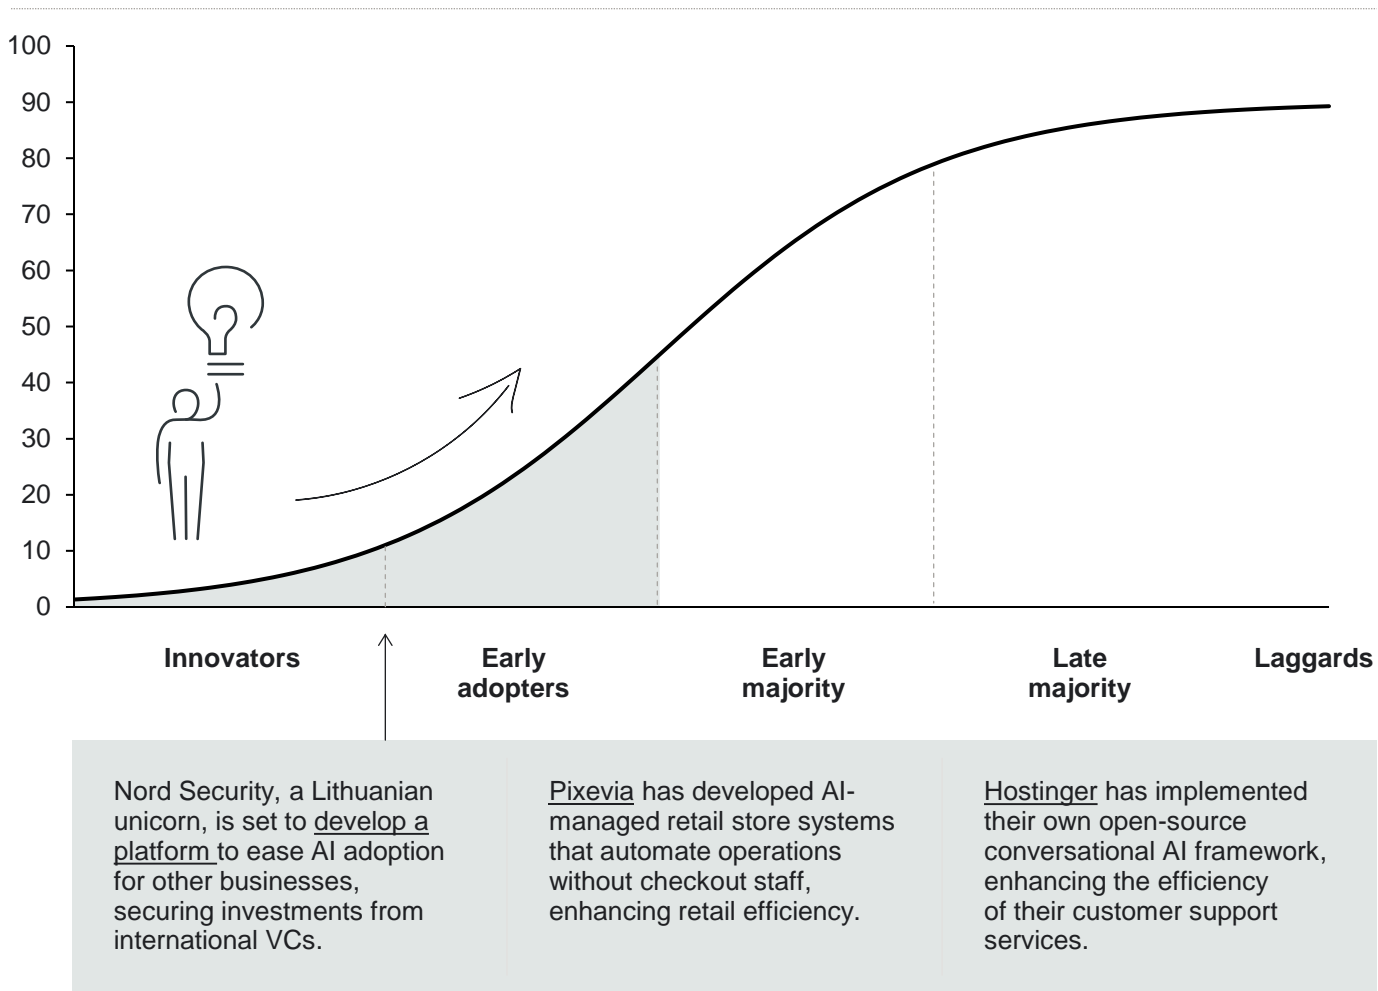 100
90
80
70
60
50
40
30
20
10
0
Innovators
Early
adopters
Early
majority
Late
majority
Laggards
Nord Security, a Lithuanian
unicorn, is set to develop a
platform to ease AI adoption
for other businesses,
securing investments from
international VCs.
Pixevia has developed AI-
managed retail store systems
that automate operations
without checkout staff,
enhancing retail efficiency.
Hostinger has implemented
their own open-source
conversational AI framework,
enhancing the efficiency
of their customer support
services.